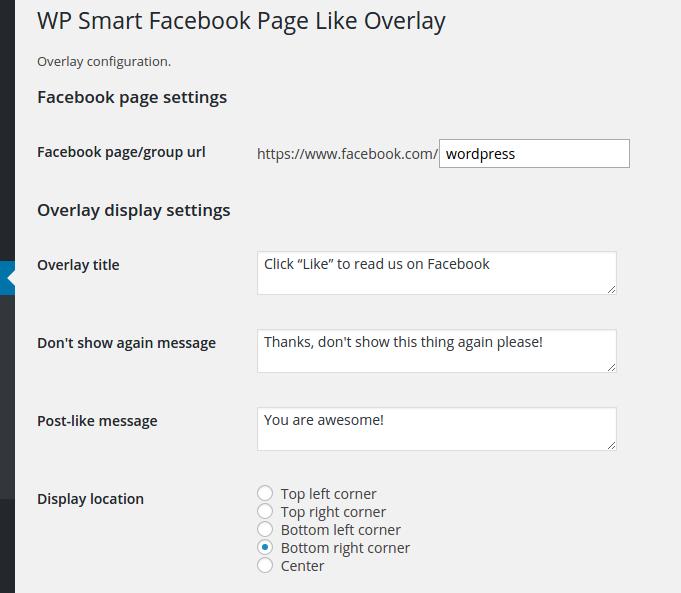 WP Smart Facebook Page Like Overlay
Overlay configuration.
Facebook page settings
Facebook page/group url https://www.facebook.com/ wordpress
Overlay display settings
Overlay title Click “Like” to read us on Facebook
Don't show again message Thanks, don't show this thing again please!
Post-like message You are awesome!
Display location Top left corner
Top right corner
Bottom left corner
Bottom right corner
Center